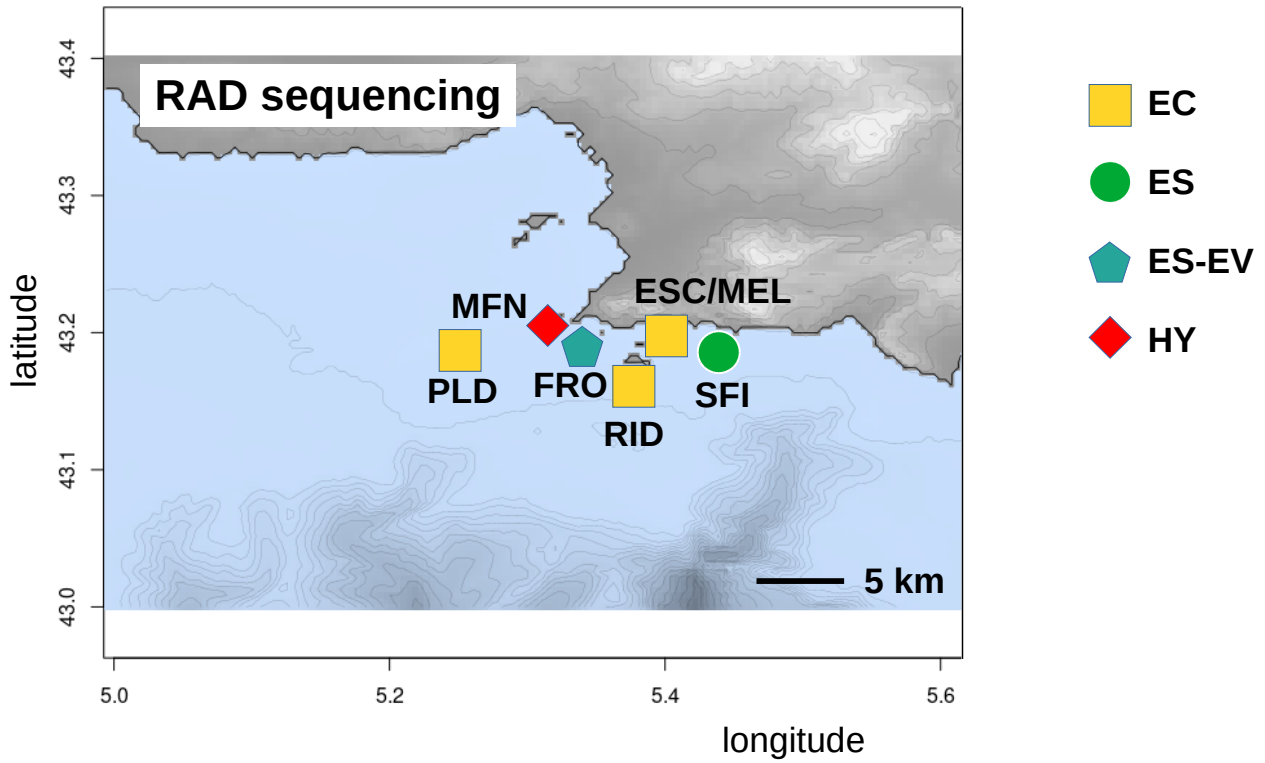 RAD sequencing
43.4
43.3
43.2
43.1
43.0
latitude
ESC/MEL
MFN
PLD
FRO
SFI
RID
5 km
5.0
5.2
5.4
5.6
longitude
EC
ES
ES-EV
HY